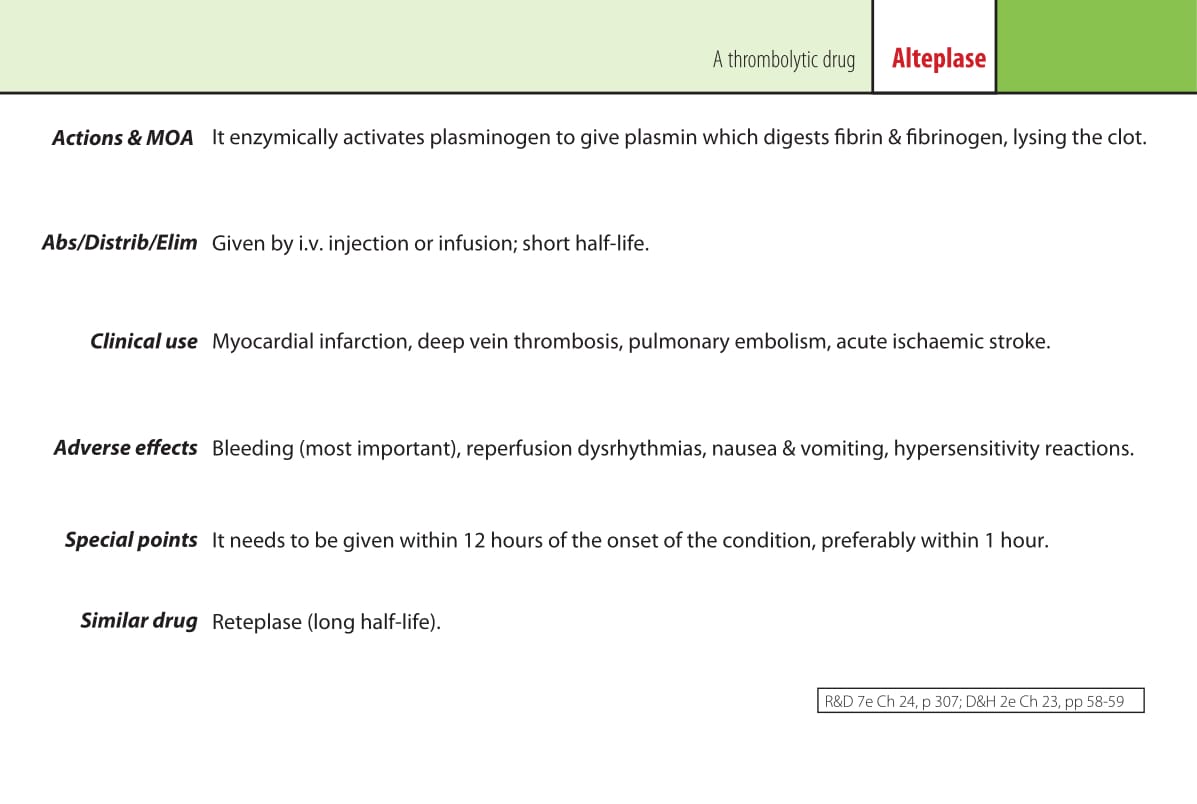 A thrombolytic drug Alteplase
Actions & MOA It enzymically activates plasminogen to give plasmin which digests fibrin & fibrinogen, lysing the clot.
Abs/Distrib/Elim Given by i.v. injection or infusion; short half-life.
Clinical use Myocardial infarction, deep vein thrombosis, pulmonary embolism, acute ischaemic stroke.
Adverse effects Bleeding (most important), reperfusion dysrhythmias, nausea & vomiting, hypersensitivity reactions.
Special points It needs to be given within 12 hours of the onset of the condition, preferably within 1 hour.
Similar drug Reteplase (long half-life).
R&D 7e Ch 24, p 307; D&H 2e Ch 23, pp 58-59